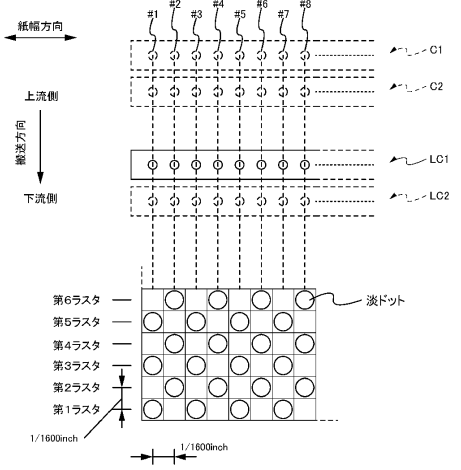 #1 #2 #3 #4 #5 #6 #7 #8
紙幅方向
C1
C2
上流側
搬送方向
LC1
下流側
LC2
第6ラスタ
淡ドット
第5ラスタ
第4ラスタ
第3ラスタ
第2ラスタ
第1ラスタ
1/1600inch
1/1600inch